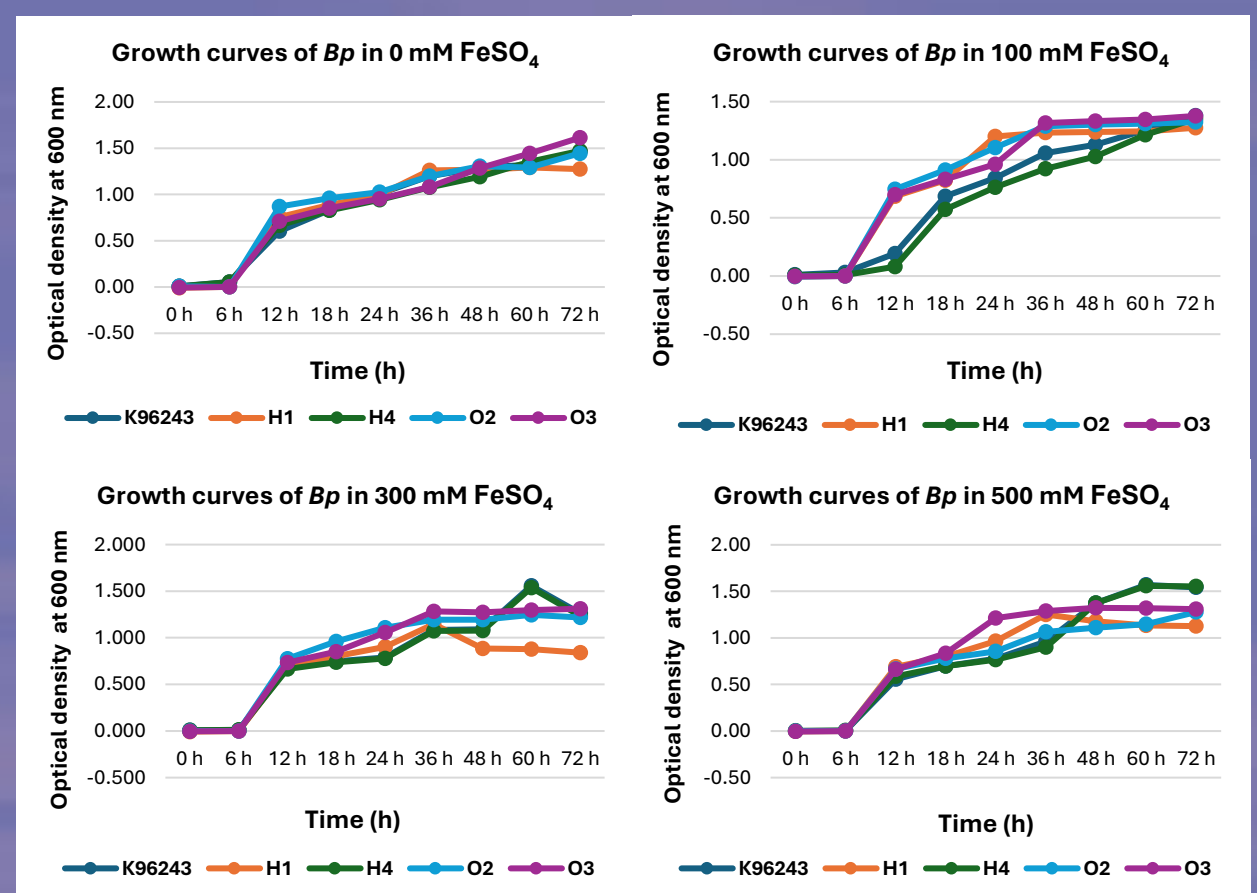 Growth curves of Bp in 0 mM FeSO₄
Optical density at 600 nm
2.00
1.50
1.00
0.50
0.00
-0.50
0 h 6 h 12 h 18 h 24 h 36 h 48 h 60 h 72 h
Time (h)
K96243 H1 H4 O2 O3
Growth curves of Bp in 100 mM FeSO₄
Optical density at 600 nm
1.50
1.00
0.50
0.00
-0.50
0 h 6 h 12 h 18 h 24 h 36 h 48 h 60 h 72 h
Time (h)
K96243 H1 H4 O2 O3
Growth curves of Bp in 300 mM FeSO₄
Optical density at 600 nm
2.000
1.500
1.000
0.500
0.000
-0.500
0 h 6 h 12 h 18 h 24 h 36 h 48 h 60 h 72 h
Time (h)
K96243 H1 H4 O2 O3
Growth curves of Bp in 500 mM FeSO₄
Optical density at 600 nm
2.00
1.50
1.00
0.50
0.00
-0.50
0 h 6 h 12 h 18 h 24 h 36 h 48 h 60 h 72 h
Time (h)
K96243 H1 H4 O2 O3